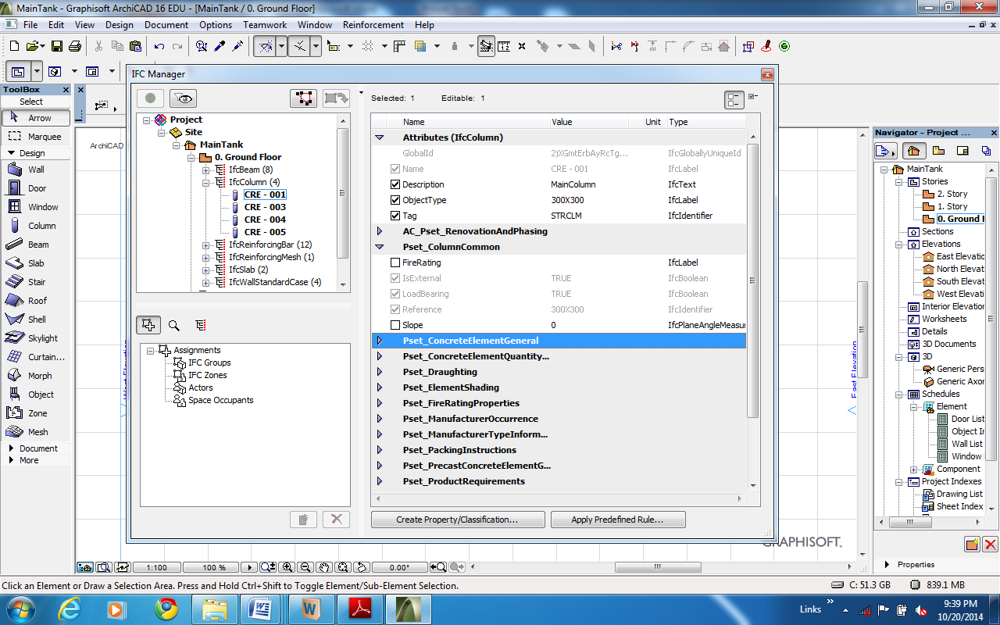 MainTank - Graphisoft ArchiCAD 16 EDU - [MainTank / 0. Ground Floor]
File Edit View Design Document Options Teamwork Window Reinforcement Help
IFC Manager
ToolBox
Select
Arrow
Marquee
Design
Wall
Door
Window
Column
Beam
Slab
Stair
Roof
Shell
Skylight
Curtain...
Morph
Object
Zone
Mesh
Document
More
ArchiCAD
West Elevation
Project
Site
MainTank
0. Ground Floor
IfcBeam (8)
IfcColumn (4)
CRE - 001
CRE - 003
CRE - 004
CRE - 005
IfcReinforcingBar (12)
IfcReinforcingMesh (1)
IfcSlab (2)
IfcWallStandardCase (4)
Assignments
IFC Groups
IFC Zones
Actors
Space Occupants
Selected: 1 Editable: 1
Name Value Unit Type
Attributes (IfcColumn)
GlobalId 2jXGmtErbAyRcTg... IfcGloballyUniqueId
Name CRE - 001 IfcLabel
Description MainColumn IfcText
ObjectType 300X300 IfcLabel
Tag STRCLM IfcIdentifier
AC_Pset_RenovationAndPhasing
Pset_ColumnCommon
FireRating IfcLabel
IsExternal TRUE IfcBoolean
LoadBearing TRUE IfcBoolean
Reference 300X300 IfcIdentifier
Slope 0 IfcPlaneAngleMeasur
Pset_ConcreteElementGeneral
Pset_ConcreteElementQuantity...
Pset_Draughting
Pset_ElementShading
Pset_FireRatingProperties
Pset_ManufacturerOccurrence
Pset_ManufacturerTypeInform...
Pset_PackingInstructions
Pset_PrecastConcreteElementG...
Pset_ProductRequirements
Create Property/Classification... Apply Predefined Rule...
East Elevation
GRAPHISOFT.
Navigator - Project ...
MainTank
Stories
2. Story
1. Story
0. Ground F
Sections
Elevations
East Elevatio
North Elevati
South Elevat
West Elevati
Interior Elevation
Worksheets
Details
3D Documents
3D
Generic Pers
Generic Axon
Schedules
Element
Door List
Object In
Wall List
Window
Component
Project Indexes
Drawing List
Sheet Index
Properties
1:100 100 % 0.00°
Click an Element or Draw a Selection Area. Press and Hold Ctrl+Shift to Toggle Element/Sub-Element Selection.
C: 51.3 GB 839.1 MB
Links
9:39 PM
10/20/2014